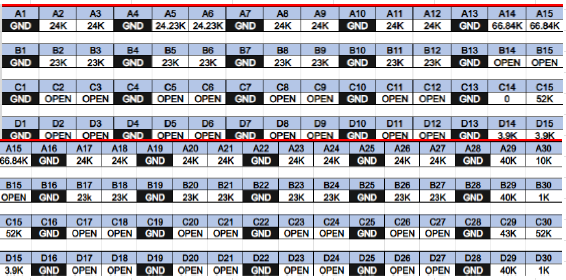 A1 A2 A3 A4 A5 A6 A7 A8 A9 A10 A11 A12 A13 A14 A15
GND 24K 24K GND 24.23K 24.23K GND 24K 24K GND 24K 24K GND 66.84K 66.84K
B1 B2 B3 B4 B5 B6 B7 B8 B9 B10 B11 B12 B13 B14 B15
GND 23K 23K GND 23K 23K GND 23K 23K GND 23K 23K GND OPEN OPEN
C1 C2 C3 C4 C5 C6 C7 C8 C9 C10 C11 C12 C13 C14 C15
GND OPEN OPEN GND OPEN OPEN GND OPEN OPEN GND OPEN OPEN GND 0 52K
D1 D2 D3 D4 D5 D6 D7 D8 D9 D10 D11 D12 D13 D14 D15
GND OPEN OPEN GND OPEN OPEN GND OPEN OPEN GND OPEN OPEN GND 3.9K 3.9K
A15 A16 A17 A18 A19 A20 A21 A22 A23 A24 A25 A26 A27 A28 A29 A30
66.84K GND 24K 24K GND 24K 24K GND 24K 24K GND 24K 24K GND 40K 10K
B15 B16 B17 B18 B19 B20 B21 B22 B23 B24 B25 B26 B27 B28 B29 B30
OPEN GND 23k 23K GND 23K 23K GND 23K 23K GND 23K 23K GND 40K 1K
C15 C16 C17 C18 C19 C20 C21 C22 C23 C24 C25 C26 C27 C28 C29 C30
52K GND OPEN OPEN GND OPEN OPEN GND OPEN OPEN GND OPEN OPEN GND 43K 52K
D15 D16 D17 D18 D19 D20 D21 D22 D23 D24 D25 D26 D27 D28 D29 D30
3.9K GND OPEN OPEN GND OPEN OPEN GND OPEN OPEN GND OPEN OPEN GND 40K 1K